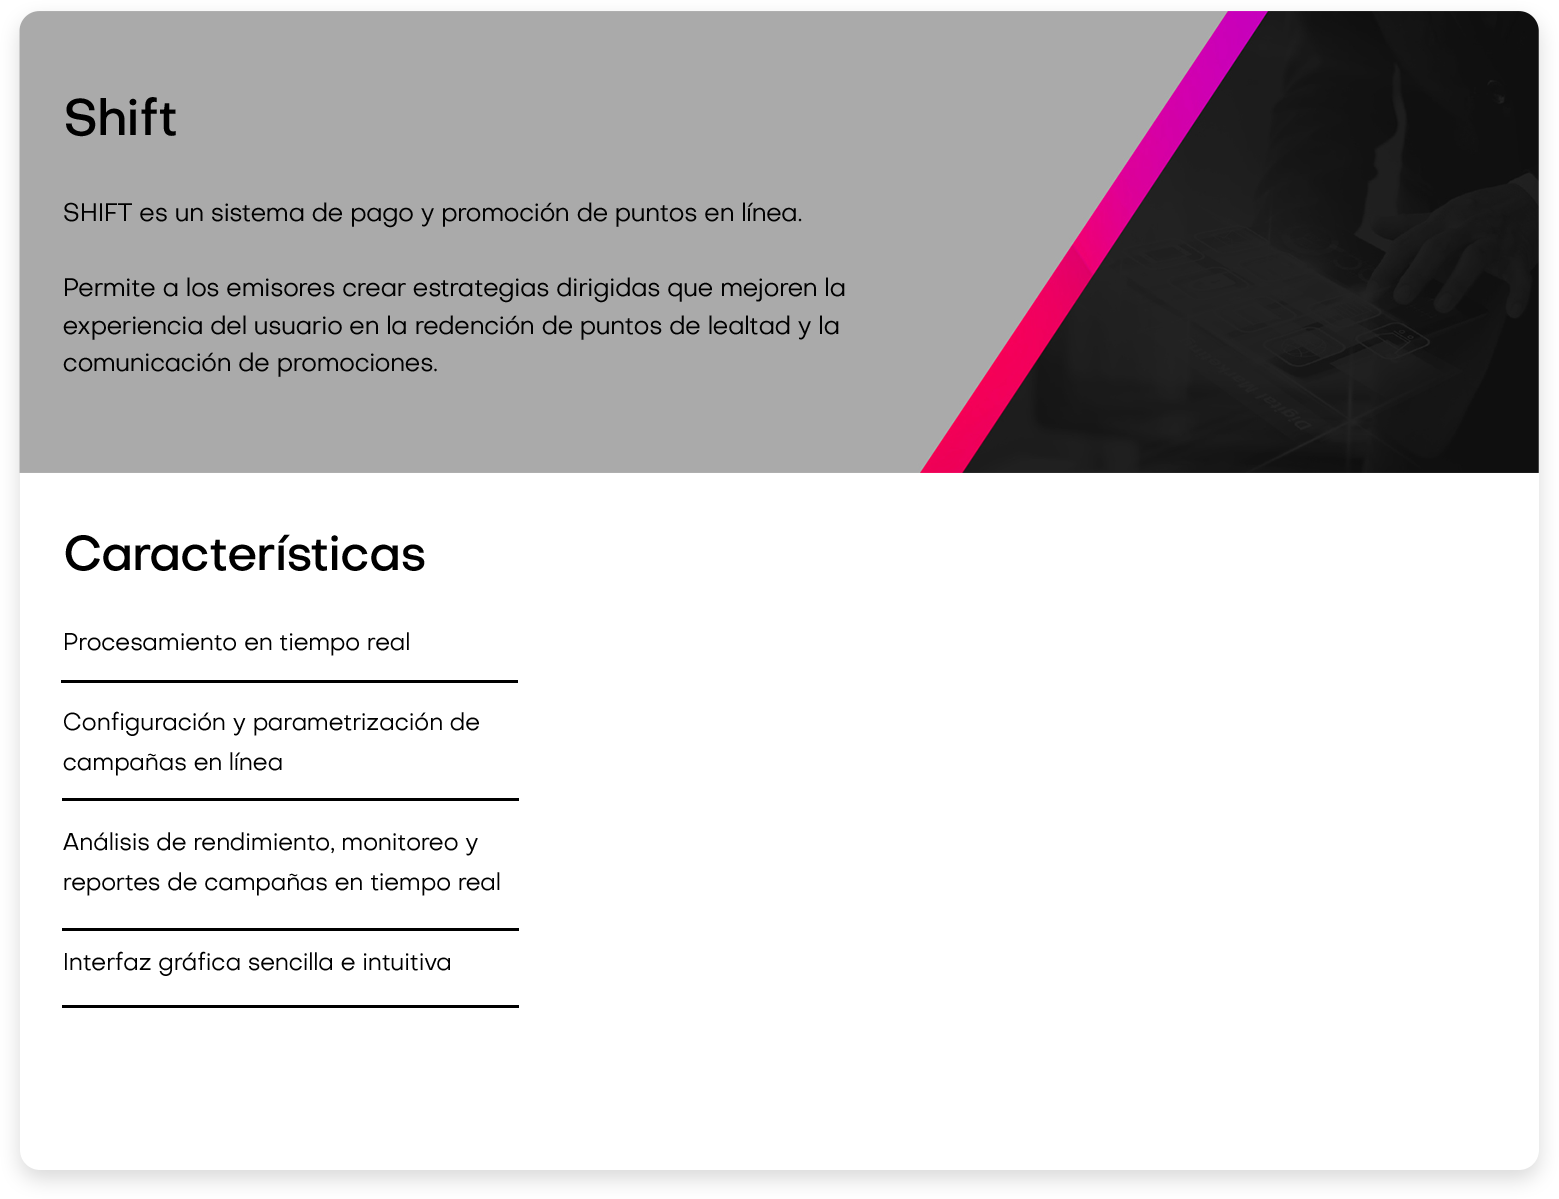 Shift
SHIFT es un sistema de pago y promoción de puntos en línea.
Permite a los emisores crear estrategias dirigidas que mejoren la
experiencia del usuario en la redención de puntos de lealtad y la
comunicación de promociones.
Características
Procesamiento en tiempo real
Configuración y parametrización de
campañas en línea
Análisis de rendimiento, monitoreo y
reportes de campañas en tiempo real
Interfaz gráfica sencilla e intuitiva